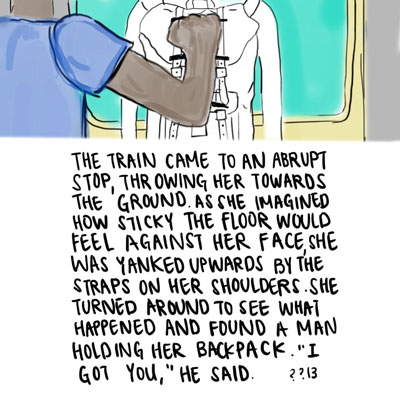 THE TRAIN CAME TO AN ABRUPT
STOP, THROWING HER TOWARDS
THE GROUND. AS SHE IMAGINED
HOW STICKY THE FLOOR WOULD
FEEL AGAINST HER FACE, SHE
WAS YANKED UPWARDS BY THE
STRAPS ON HER SHOULDERS. SHE
TURNED AROUND TO SEE WHAT
HAPPENED AND FOUND A MAN
HOLDING HER BACKPACK. "I
GOT YOU," HE SAID. ??13